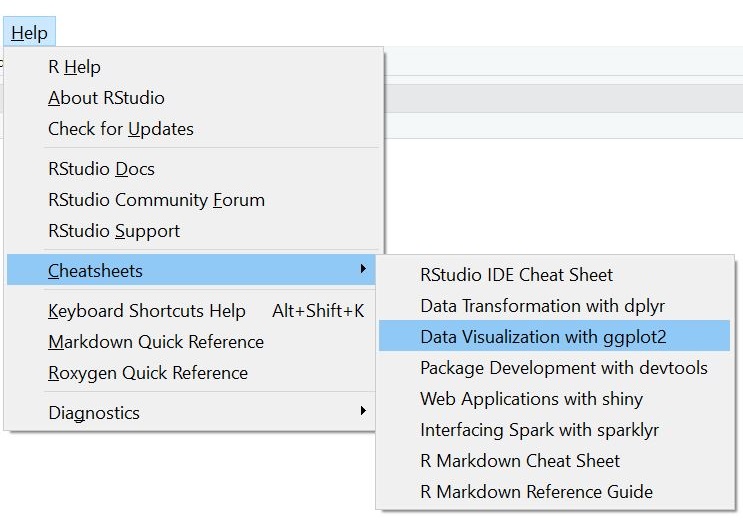 Help
R Help
About RStudio
Check for Updates
RStudio Docs
RStudio Community Forum
RStudio Support
Cheatsheets
Keyboard Shortcuts Help Alt+Shift+K
Markdown Quick Reference
Roxygen Quick Reference
Diagnostics
RStudio IDE Cheat Sheet
Data Transformation with dplyr
Data Visualization with ggplot2
Package Development with devtools
Web Applications with shiny
Interfacing Spark with sparklyr
R Markdown Cheat Sheet
R Markdown Reference Guide